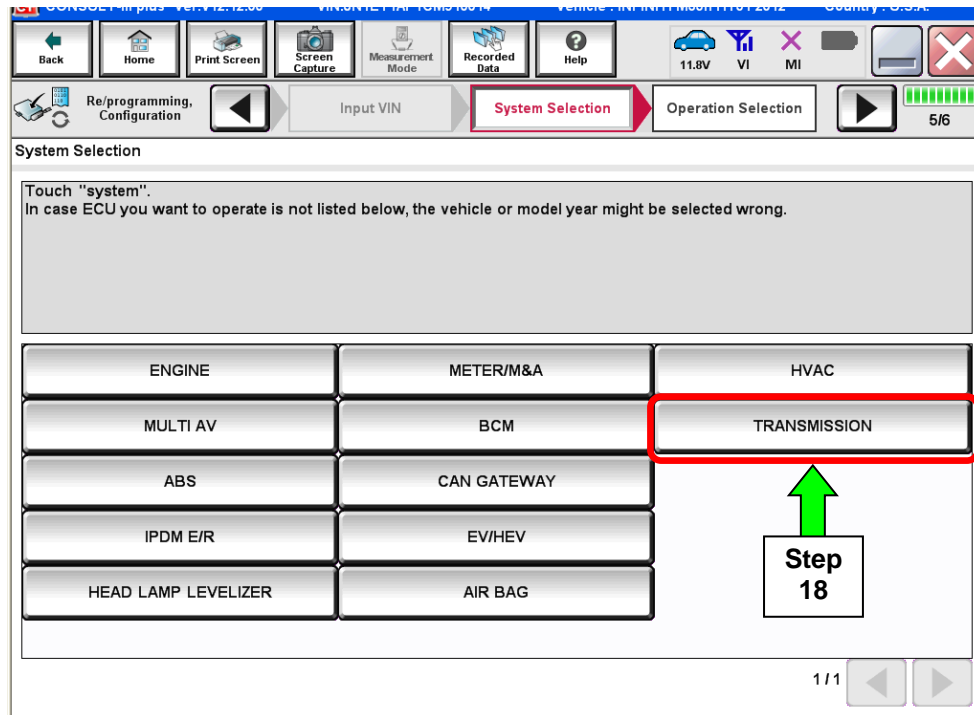 Back
Home
Print Screen
Screen
Capture
Measurement
Mode
Recorded
Data
Help
11.8V
VI
MI
Re/programming,
Configuration
Input VIN
System Selection
Operation Selection
5/6
System Selection
Touch "system".
In case ECU you want to operate is not listed below, the vehicle or model year might be selected wrong.
ENGINE
METER/M&A
HVAC
MULTI AV
BCM
TRANSMISSION
ABS
CAN GATEWAY
IPDM E/R
EV/HEV
HEAD LAMP LEVELIZER
AIR BAG
Step
18
1/1